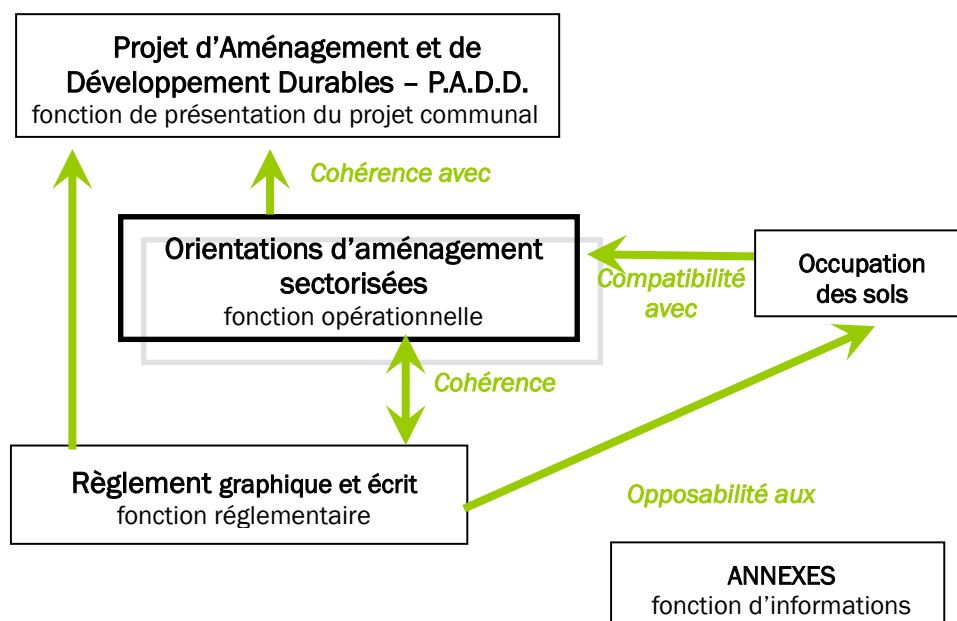 Projet d'Aménagement et de
Développement Durables – P.A.D.D.
fonction de présentation du projet communal
Cohérence avec
Orientations d'aménagement
sectorisées
fonction opérationnelle
Compatibilité
avec
Occupation
des sols
Cohérence
Règlement graphique et écrit
fonction réglementaire
Opposabilité aux
ANNEXES
fonction d'informations